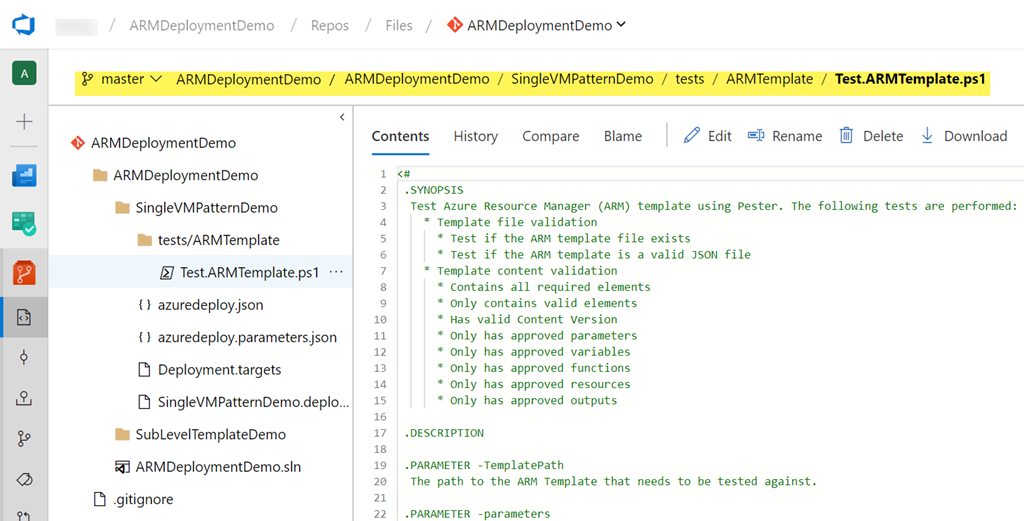 / ARMDeploymentDemo / Repos / Files / ARMDeploymentDemo
A
master ARMDeploymentDemo / ARMDeploymentDemo / SingleVMPatternDemo / tests / ARMTemplate / Test.ARMTemplate.ps1
ARMDeploymentDemo
ARMDeploymentDemo
SingleVMPatternDemo
tests/ARMTemplate
Test.ARMTemplate.ps1 ...
{ } azuredeploy.json
{ } azuredeploy.parameters.json
Deployment.targets
SingleVMPatternDemo.deplo...
SubLevelTemplateDemo
ARMDeploymentDemo.sln
.gitignore
Contents History Compare Blame Edit Rename Delete Download
1 <#
2 .SYNOPSIS
3 Test Azure Resource Manager (ARM) template using Pester. The following tests are performed:
4 * Template file validation
5 * Test if the ARM template file exists
6 * Test if the ARM template is a valid JSON file
7 * Template content validation
8 * Contains all required elements
9 * Only contains valid elements
10 * Has valid Content Version
11 * Only has approved parameters
12 * Only has approved variables
13 * Only has approved functions
14 * Only has approved resources
15 * Only has approved outputs
16
17 .DESCRIPTION
18
19 .PARAMETER -TemplatePath
20 The path to the ARM Template that needs to be tested against.
21
22 .PARAMETER -parameters